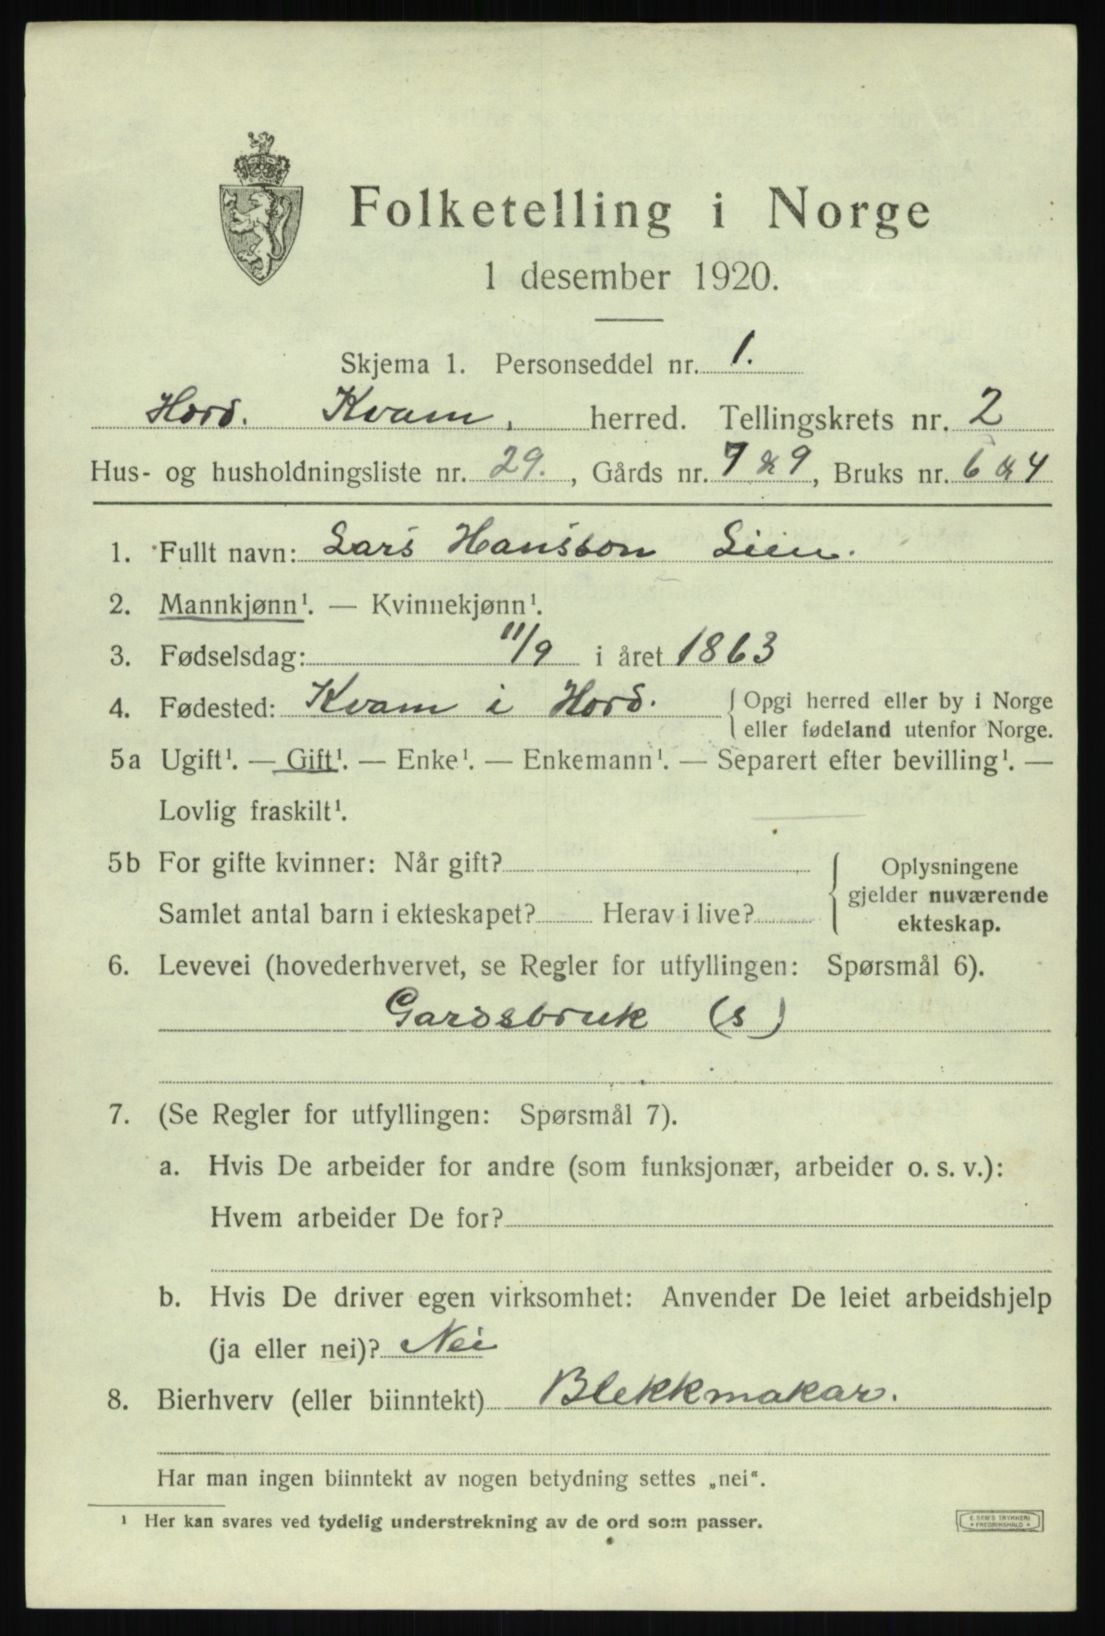 Folketelling i Norge
1 desember 1920.
Skjema 1. Personseddel nr. 1.
Hord. Kvam, herred. Tellingskrets nr. 2
Hus- og husholdningsliste nr. 29., Gårds nr. 7 & 9, Bruks nr. 6 & 4
1. Fullt navn: Lars Hansson Lien.
2. Mannkjønn¹. — Kvinnekjønn¹.
3. Fødselsdag: 11/9 i året 1863
4. Fødested: Kvam i Hord. { Opgi herred eller by i Norge
eller fødeland utenfor Norge.
5a Ugift¹. — Gift¹. — Enke¹. — Enkemann¹. — Separert efter bevilling¹. —
Lovlig fraskilt¹.
5b For gifte kvinner: Når gift?
Samlet antal barn i ekteskapet? Herav i live?
{ Oplysningene
gjelder nuværende
ekteskap.
6. Levevei (hovederhvervet, se Regler for utfyllingen: Spørsmål 6).
Gardsbruk (s)
7. (Se Regler for utfyllingen: Spørsmål 7).
a. Hvis De arbeider for andre (som funksjonær, arbeider o. s. v.):
Hvem arbeider De for?
b. Hvis De driver egen virksomhet: Anvender De leiet arbeidshjelp
(ja eller nei)? Nei
8. Bierhverv (eller biinntekt) Blekkmakar.
Har man ingen biinntekt av nogen betydning settes „nei“.
¹ Her kan svares ved tydelig understrekning av de ord som passer.
E. SEM'S TRYKKERI
• FREDRIKSHALD •